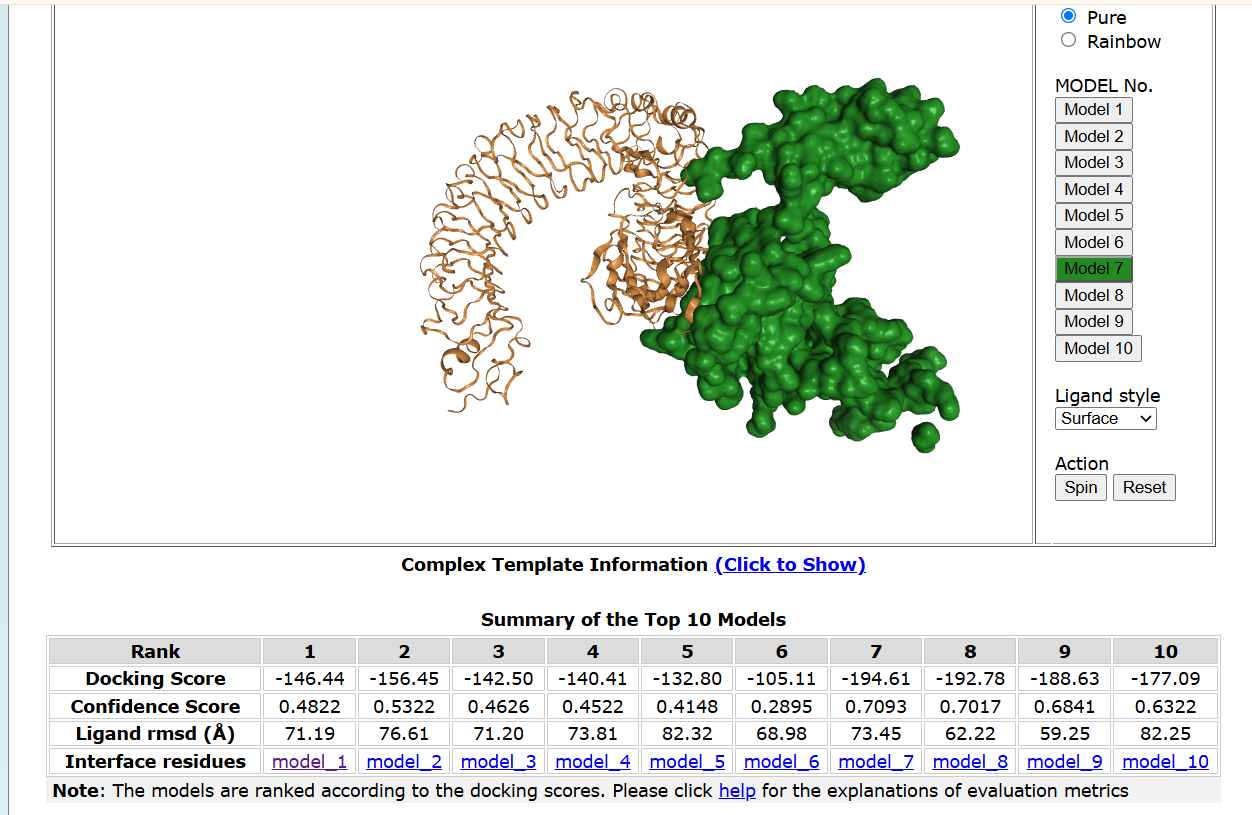 Pure
Rainbow
MODEL No.
Model 1
Model 2
Model 3
Model 4
Model 5
Model 6
Model 7
Model 8
Model 9
Model 10
Ligand style
Surface
Action
Spin Reset
Complex Template Information (Click to Show)
Summary of the Top 10 Models
Rank 1 2 3 4 5 6 7 8 9 10
Docking Score -146.44 -156.45 -142.50 -140.41 -132.80 -105.11 -194.61 -192.78 -188.63 -177.09
Confidence Score 0.4822 0.5322 0.4626 0.4522 0.4148 0.2895 0.7093 0.7017 0.6841 0.6322
Ligand rmsd (Å) 71.19 76.61 71.20 73.81 82.32 68.98 73.45 62.22 59.25 82.25
Interface residues model_1 model_2 model_3 model_4 model_5 model_6 model_7 model_8 model_9 model_10
Note: The models are ranked according to the docking scores. Please click help for the explanations of evaluation metrics